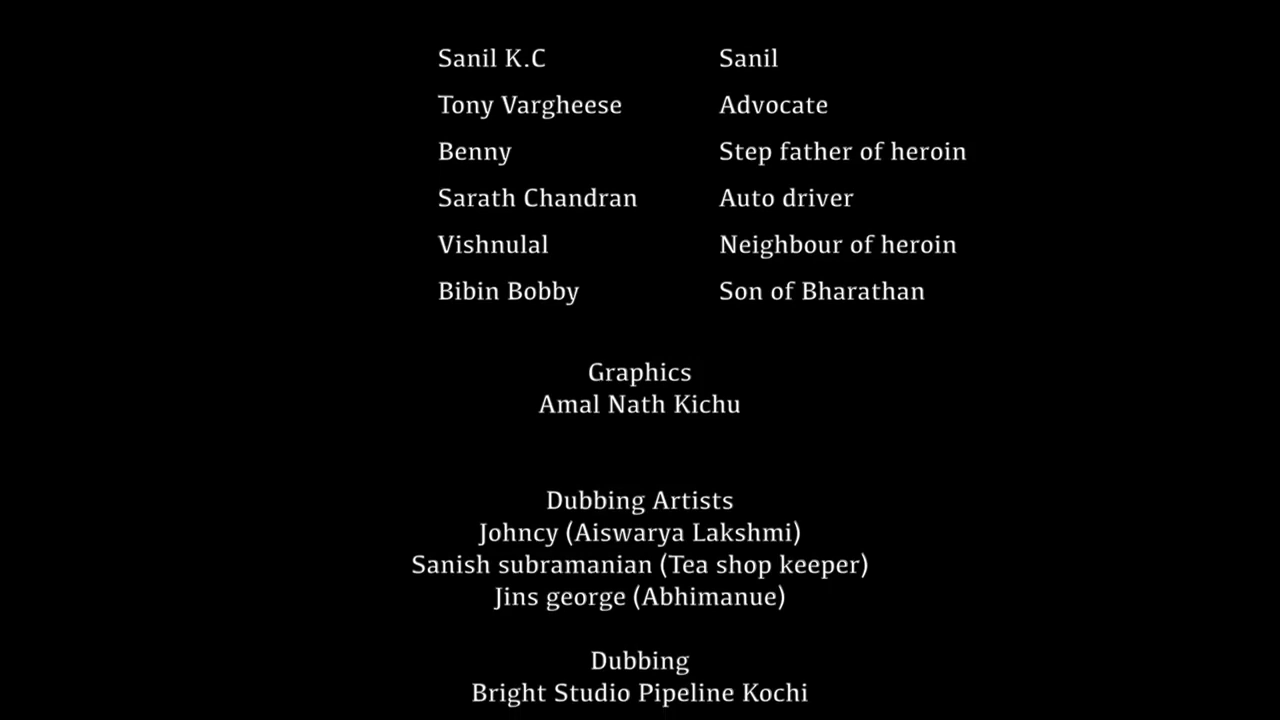 Sanil K.C Sanil
Tony Vargheese Advocate
Benny Step father of heroin
Sarath Chandran Auto driver
Vishnulal Neighbour of heroin
Bibin Bobby Son of Bharathan
Graphics
Amal Nath Kichu
Dubbing Artists
Johncy (Aiswarya Lakshmi)
Sanish subramanian (Tea shop keeper)
Jins george (Abhimanue)
Dubbing
Bright Studio Pipeline Kochi